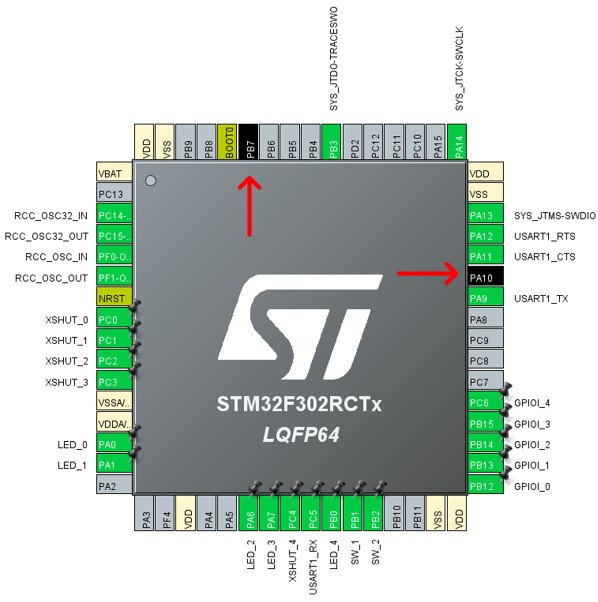 SYS_JTDO-TRACESWO
SYS_JTCK-SWCLK
VDD
VSS
PB9
PB8
BOOT0
PB7
PB6
PB5
PB4
PB3
PD2
PC12
PC11
PC10
PA15
PA14
VBAT
PC13
RCC_OSC32_IN PC14-..
RCC_OSC32_OUT PC15-..
RCC_OSC_IN PF0-O..
RCC_OSC_OUT PF1-O..
NRST
XSHUT_0 PC0
XSHUT_1 PC1
XSHUT_2 PC2
XSHUT_3 PC3
VSSA/..
VDDA/..
LED_0 PA0
LED_1 PA1
PA2
ST
STM32F302RCTx
LQFP64
VDD
VSS
PA13 SYS_JTMS-SWDIO
PA12 USART1_RTS
PA11 USART1_CTS
PA10
PA9 USART1_TX
PA8
PC9
PC8
PC7
PC6 GPIOI_4
PB15 GPIOI_3
PB14 GPIOI_2
PB13 GPIOI_1
PB12 GPIOI_0
PA3
PF4
VDD
PA4
PA5
PA6
PA7
PC4
PC5
PB0
PB1
PB2
PB10
PB11
VSS
VDD
LED_2
LED_3
XSHUT_4
USART1_RX
LED_4
SW_1
SW_2